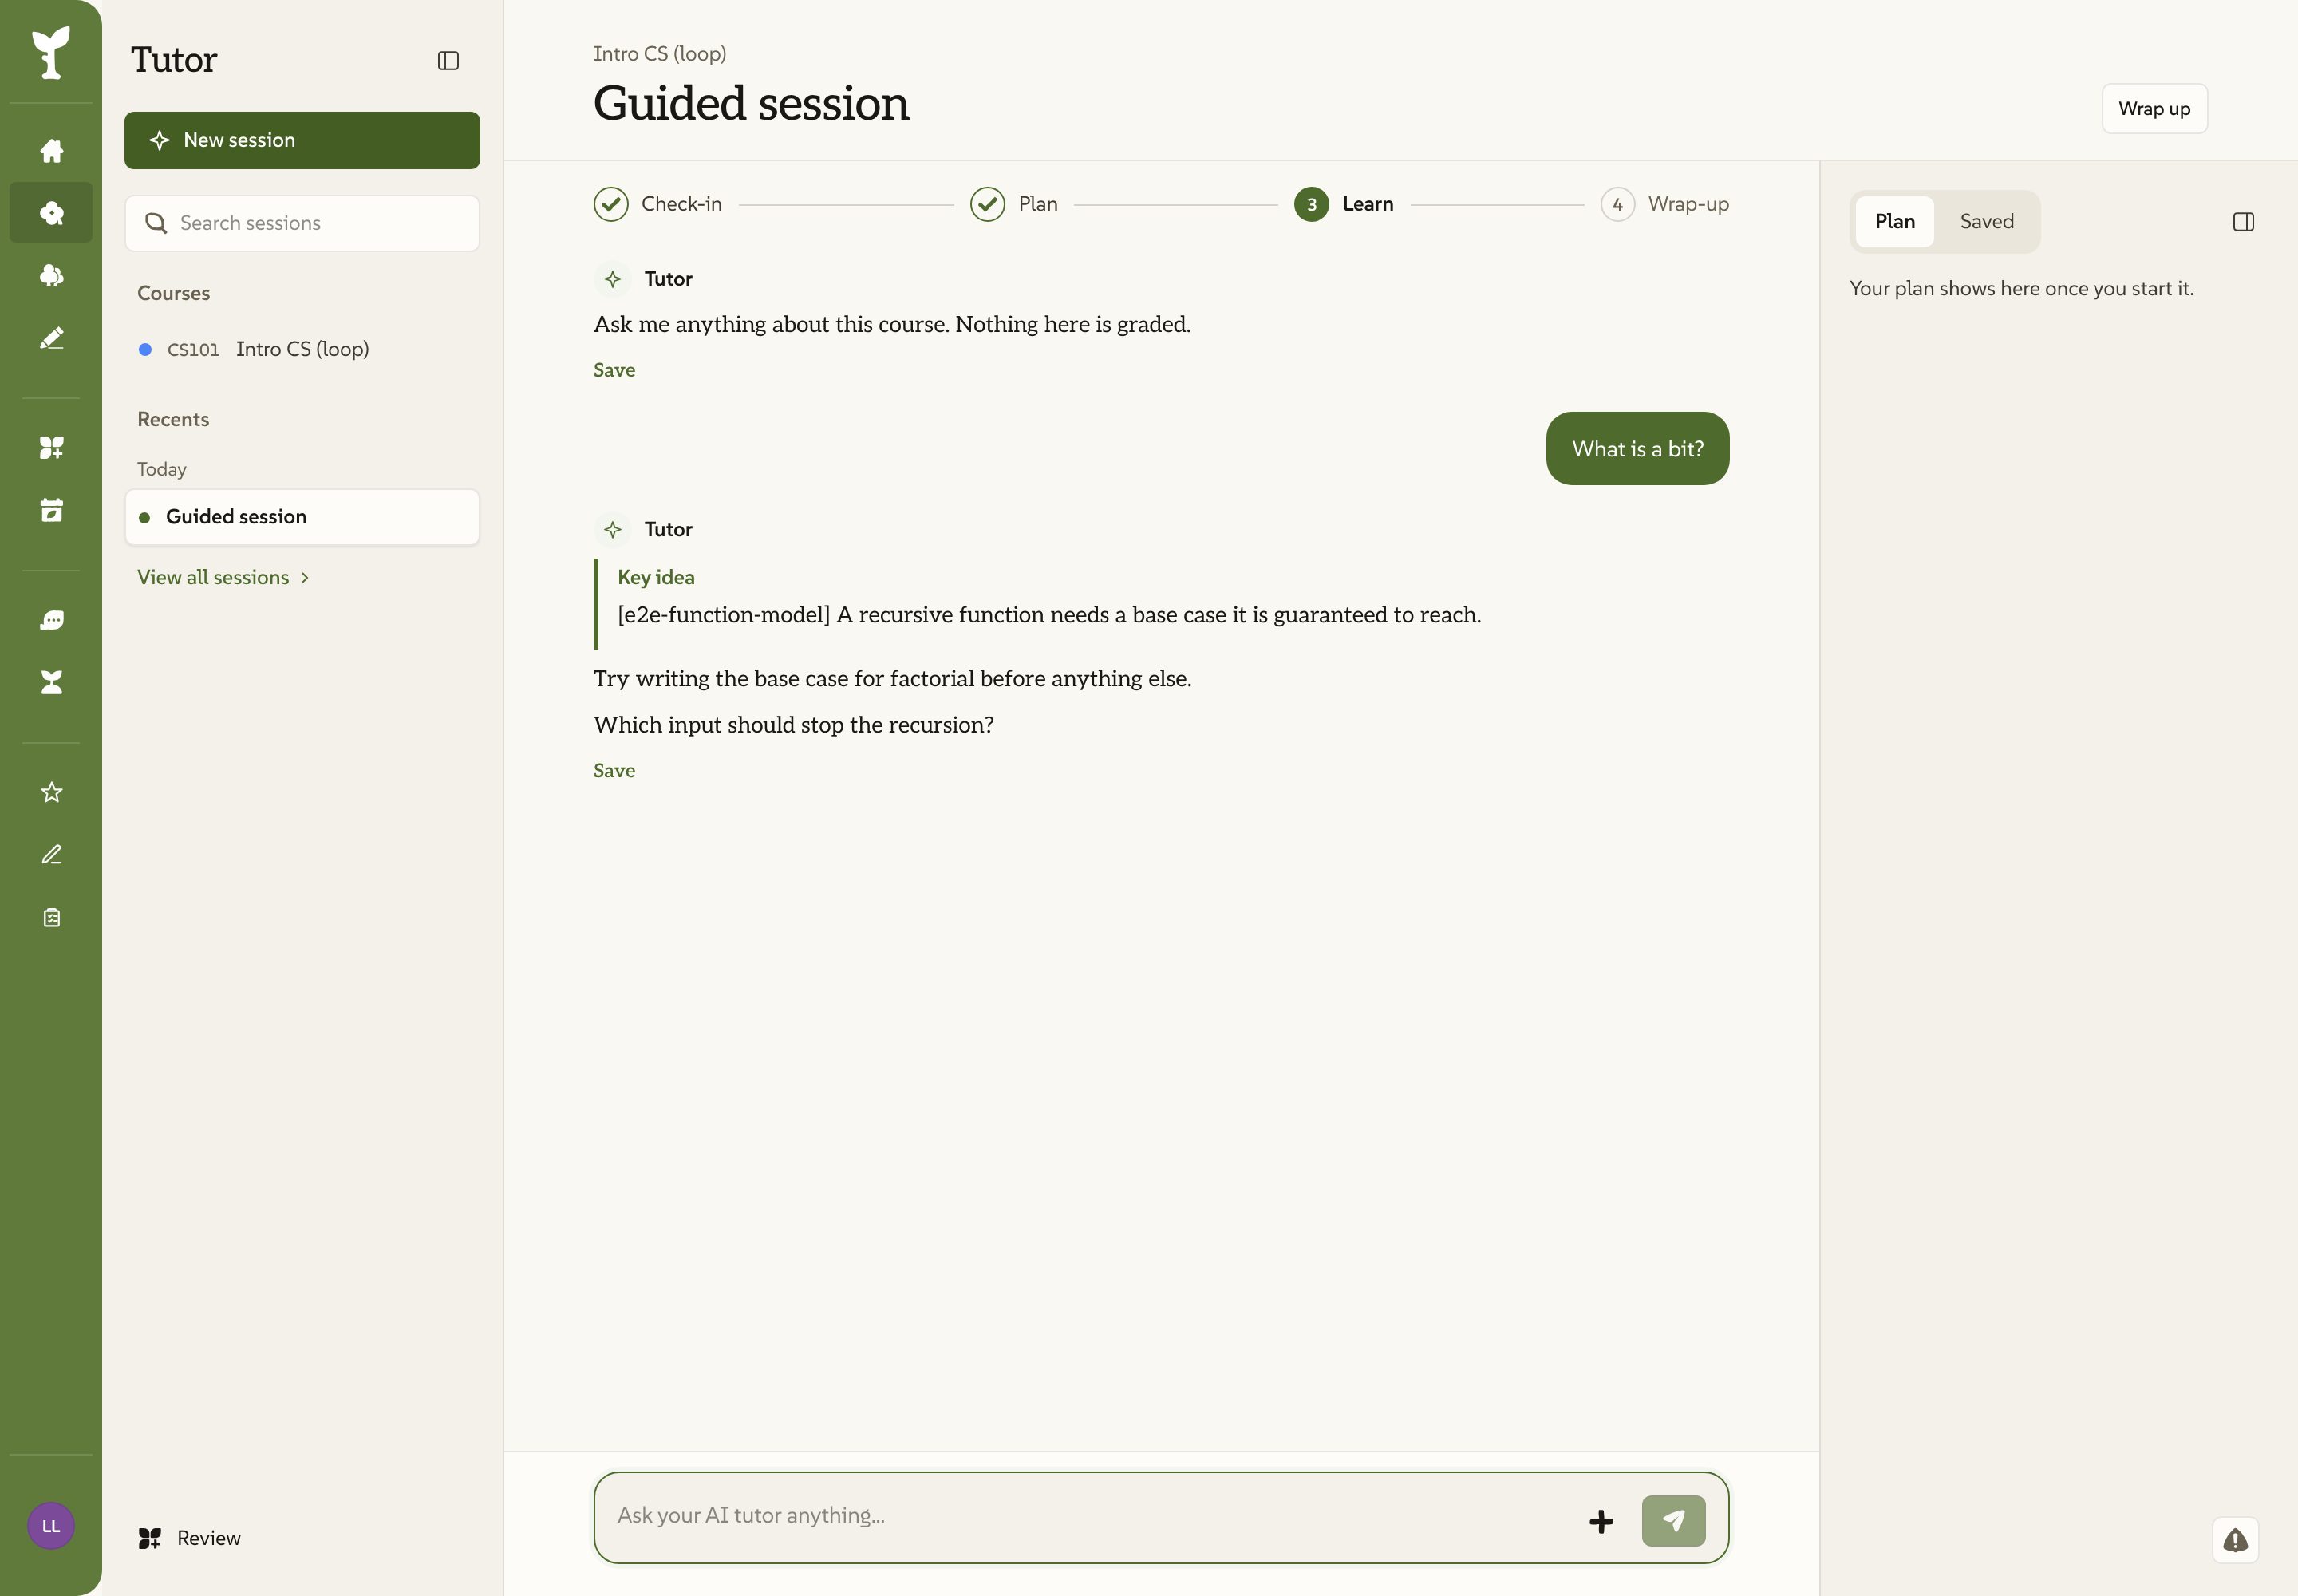 Tutor
New session
Search sessions
Courses
CS101 Intro CS (loop)
Recents
Today
Guided session
View all sessions
Review
LL
Intro CS (loop)
Guided session
Wrap up
Check-in
Plan
3 Learn
4 Wrap-up
Tutor
Ask me anything about this course. Nothing here is graded.
Save
What is a bit?
Tutor
Key idea
[e2e-function-model] A recursive function needs a base case it is guaranteed to reach.
Try writing the base case for factorial before anything else.
Which input should stop the recursion?
Save
Ask your AI tutor anything...
Plan
Saved
Your plan shows here once you start it.